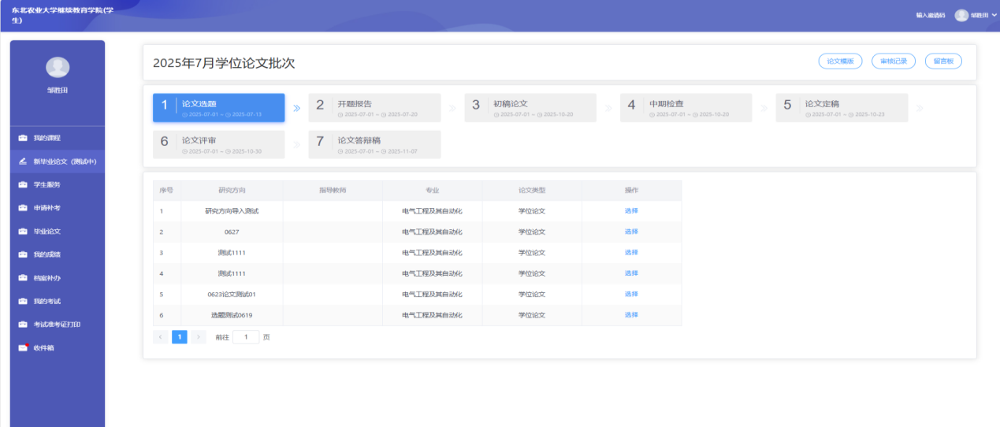 东北农业大学继续教育学院(学
生)
输入邀请码 邹胜田
邹胜田
我的课程
新毕业论文（测试中）
学生服务
申请补考
毕业论文
我的成绩
档案补办
我的考试
考试准考证打印
收件箱
2025年7月学位论文批次
论文模版 审核记录 留言板
1 论文选题
2025-07-01 ~ 2025-07-13
2 开题报告
2025-07-01 ~ 2025-07-20
3 初稿论文
2025-07-01 ~ 2025-10-20
4 中期检查
2025-07-01 ~ 2025-10-20
5 论文定稿
2025-07-01 ~ 2025-10-23
6 论文评审
2025-07-01 ~ 2025-10-30
7 论文答辩稿
2025-07-01 ~ 2025-11-07
序号 研究方向 指导教师 专业 论文类型 操作
1 研究方向导入测试 电气工程及其自动化 学位论文 选择
2 0627 电气工程及其自动化 学位论文 选择
3 测试1111 电气工程及其自动化 学位论文 选择
4 测试1111 电气工程及其自动化 学位论文 选择
5 0623论文测试01 电气工程及其自动化 学位论文 选择
6 选题测试0619 电气工程及其自动化 学位论文 选择
1 前往 1 页